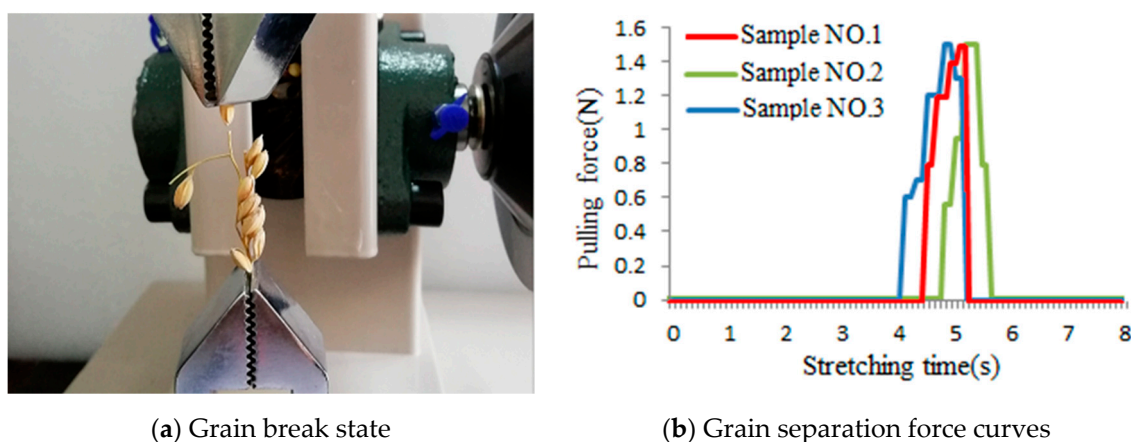 1.6
1.4
1.2
1
0.8
0.6
0.4
0.2
0
Pulling force(N)
Sample NO.1
Sample NO.2
Sample NO.3
0 1 2 3 4 5 6 7 8
Stretching time(s)
(a) Grain break state
(b) Grain separation force curves